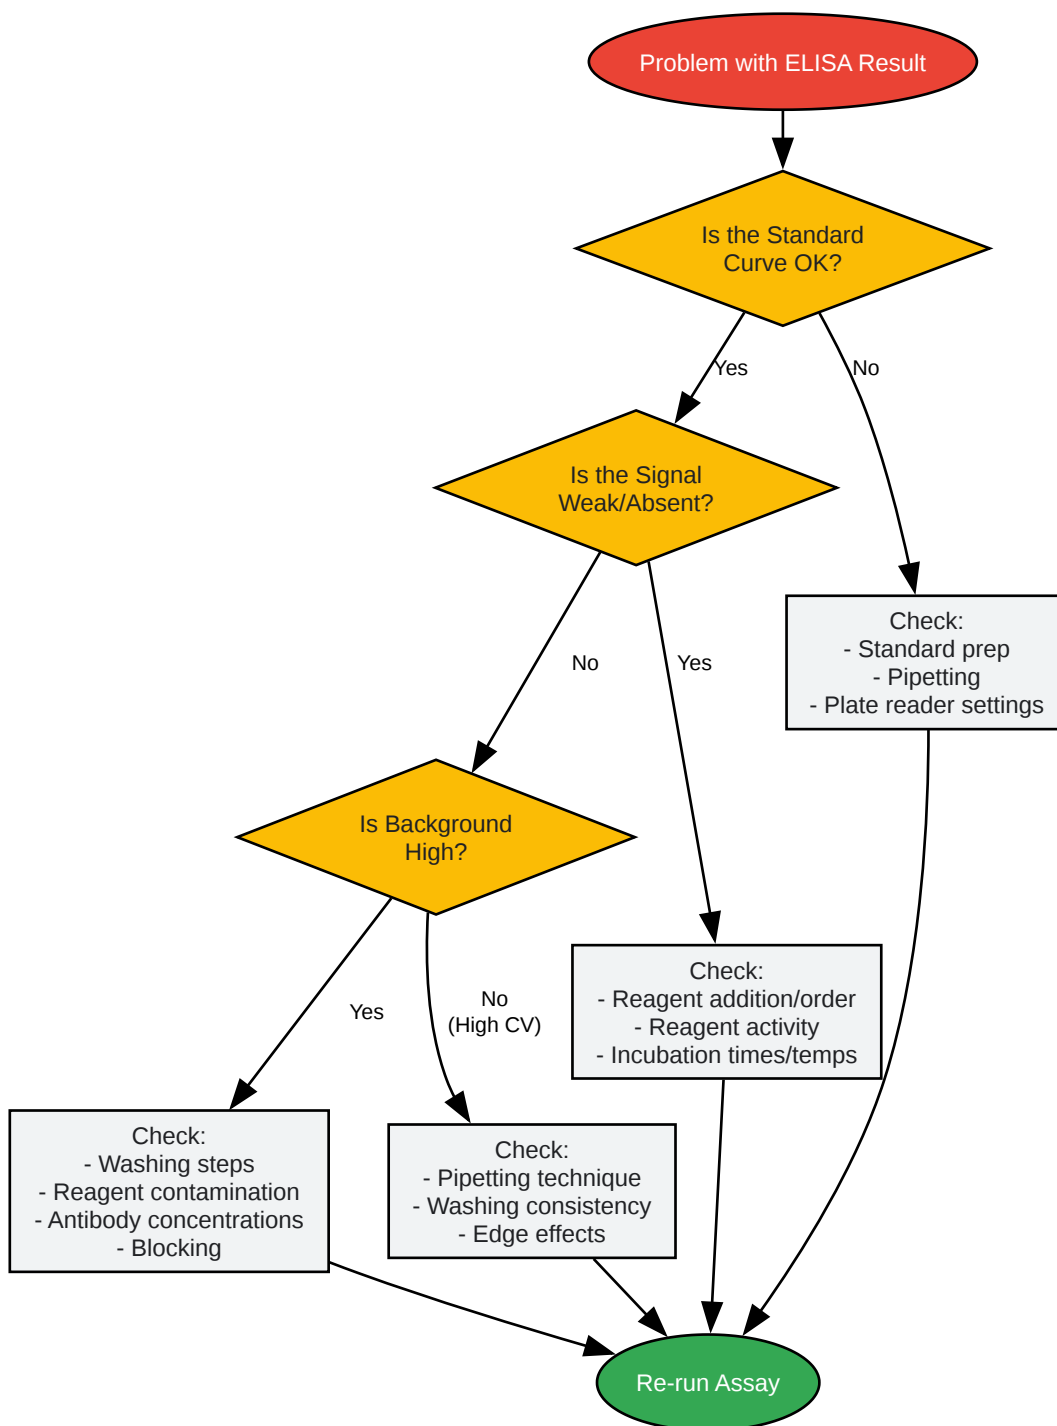 Problem with ELISA Result
Is the Standard
Curve OK?
Yes
No
Is the Signal
Weak/Absent?
Check:
- Standard prep
- Pipetting
- Plate reader settings
No
Yes
Is Background
High?
Check:
- Reagent addition/order
- Reagent activity
- Incubation times/temps
Yes
No
(High CV)
Check:
- Washing steps
- Reagent contamination
- Antibody concentrations
- Blocking
Check:
- Pipetting technique
- Washing consistency
- Edge effects
Re-run Assay